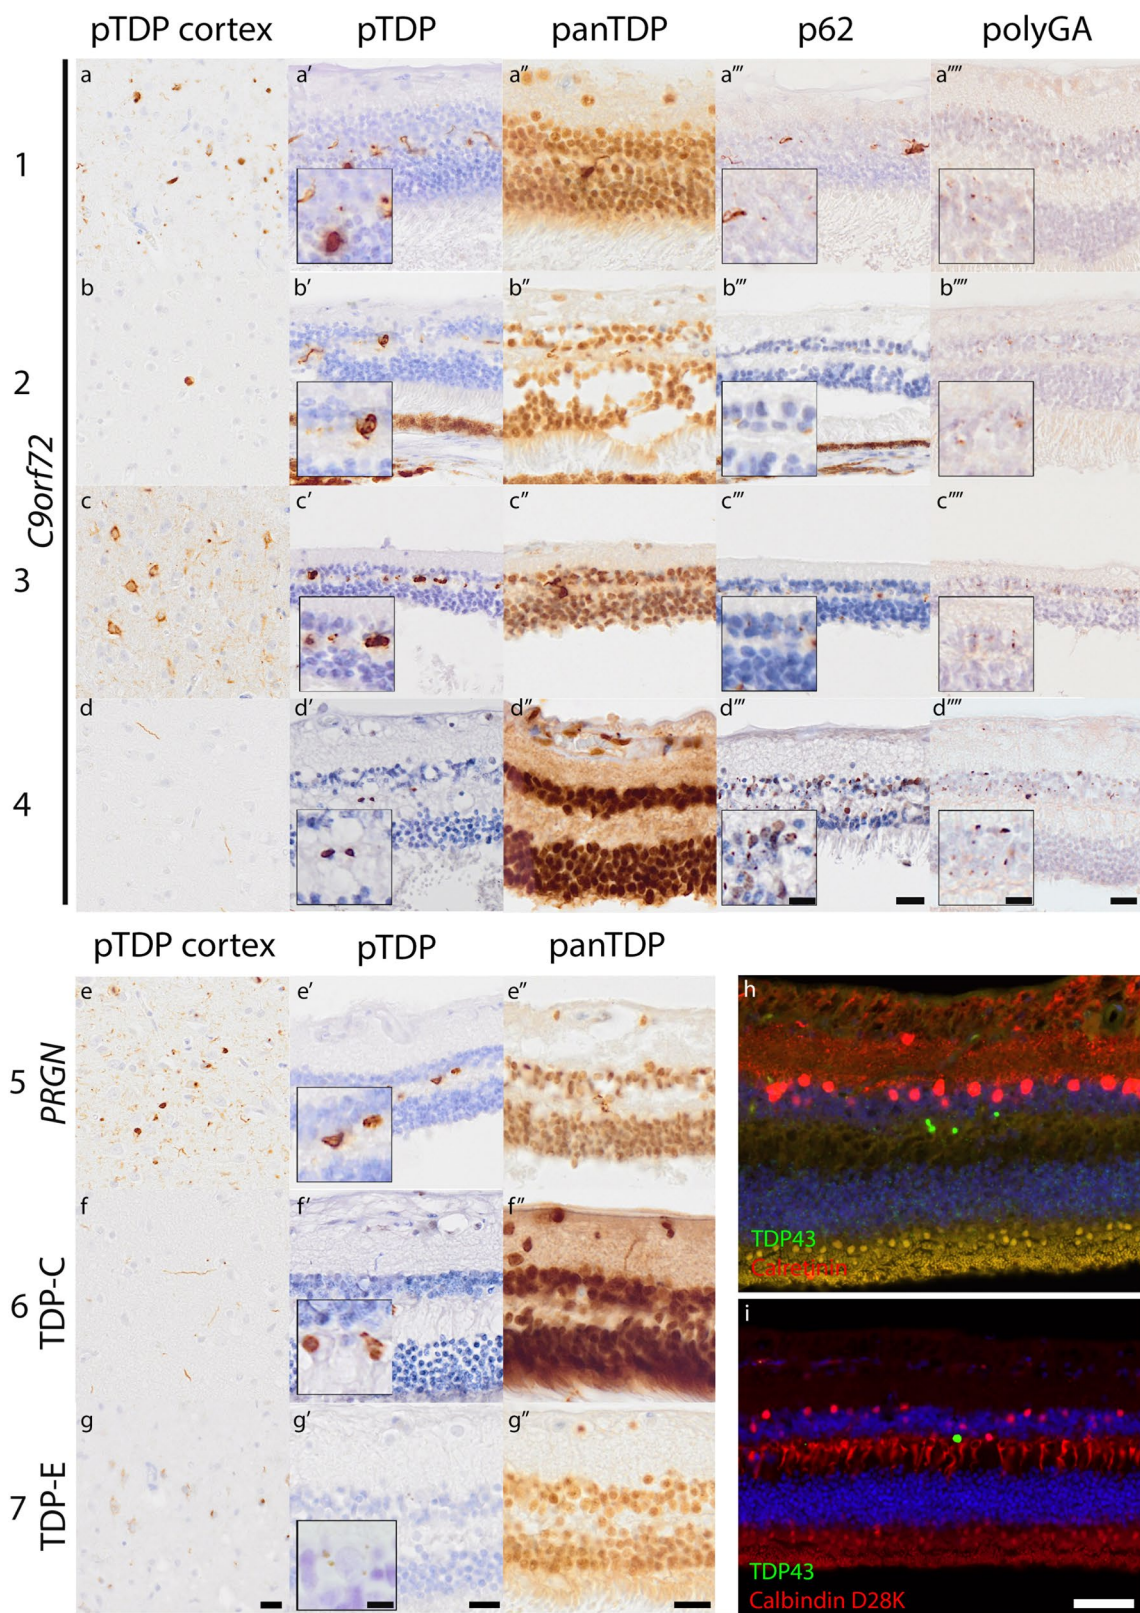 pTDP cortex pTDP panTDP p62 polyGA
C9orf72
1 a a′ a″ a‴ a⁗
2 b b′ b″ b‴ b⁗
3 c c′ c″ c‴ c⁗
4 d d′ d″ d‴ d⁗
pTDP cortex pTDP panTDP
5 PRGN e e′ e″
6 TDP-C f f′ f″
7 TDP-E g g′ g″
h
TDP43
Calretinin
i
TDP43
Calbindin D28K